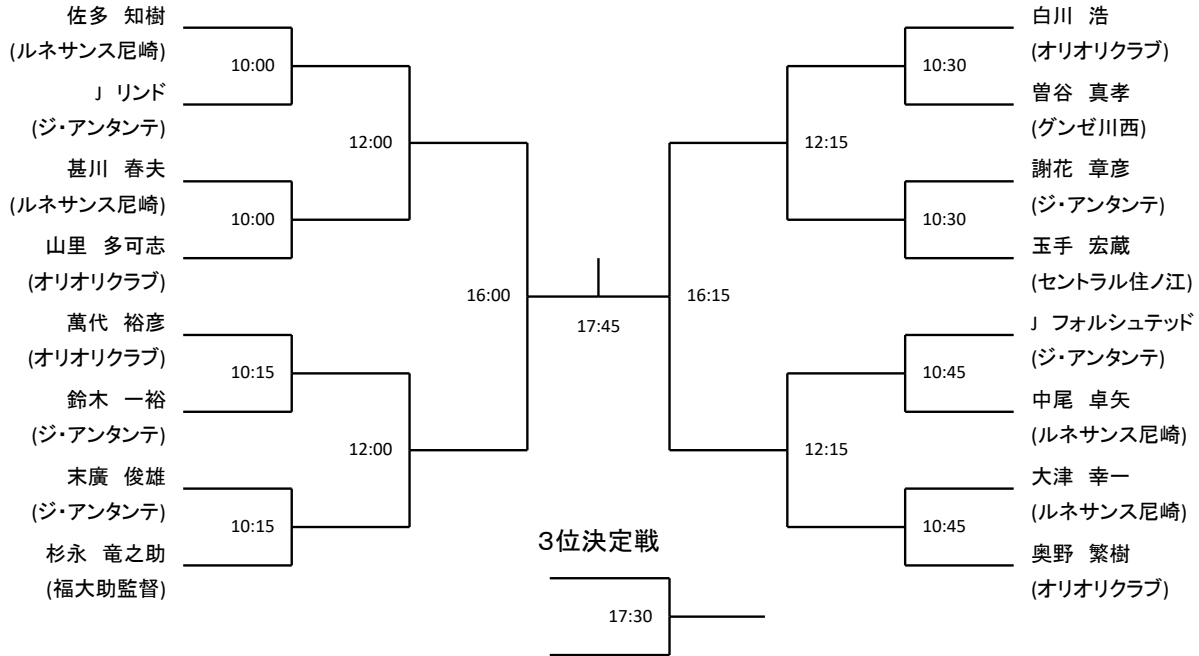 佐多 知樹
(ルネサンス尼崎)
10:00
J リンド
(ジ・アンタンテ)
12:00
甚川 春夫
(ルネサンス尼崎)
10:00
山里 多可志
(オリオリクラブ)
16:00
萬代 裕彦
(オリオリクラブ)
10:15
鈴木 一裕
(ジ・アンタンテ)
12:00
末廣 俊雄
(ジ・アンタンテ)
10:15
杉永 竜之助
(福大助監督)
17:45
白川 浩
(オリオリクラブ)
10:30
曽谷 真孝
(グンゼ川西)
12:15
謝花 章彦
(ジ・アンタンテ)
10:30
玉手 宏蔵
(セントラル住ノ江)
16:15
J フォルシュテッド
(ジ・アンタンテ)
10:45
中尾 卓矢
(ルネサンス尼崎)
12:15
大津 幸一
(ルネサンス尼崎)
10:45
奥野 繁樹
(オリオリクラブ)
3位決定戦
17:30